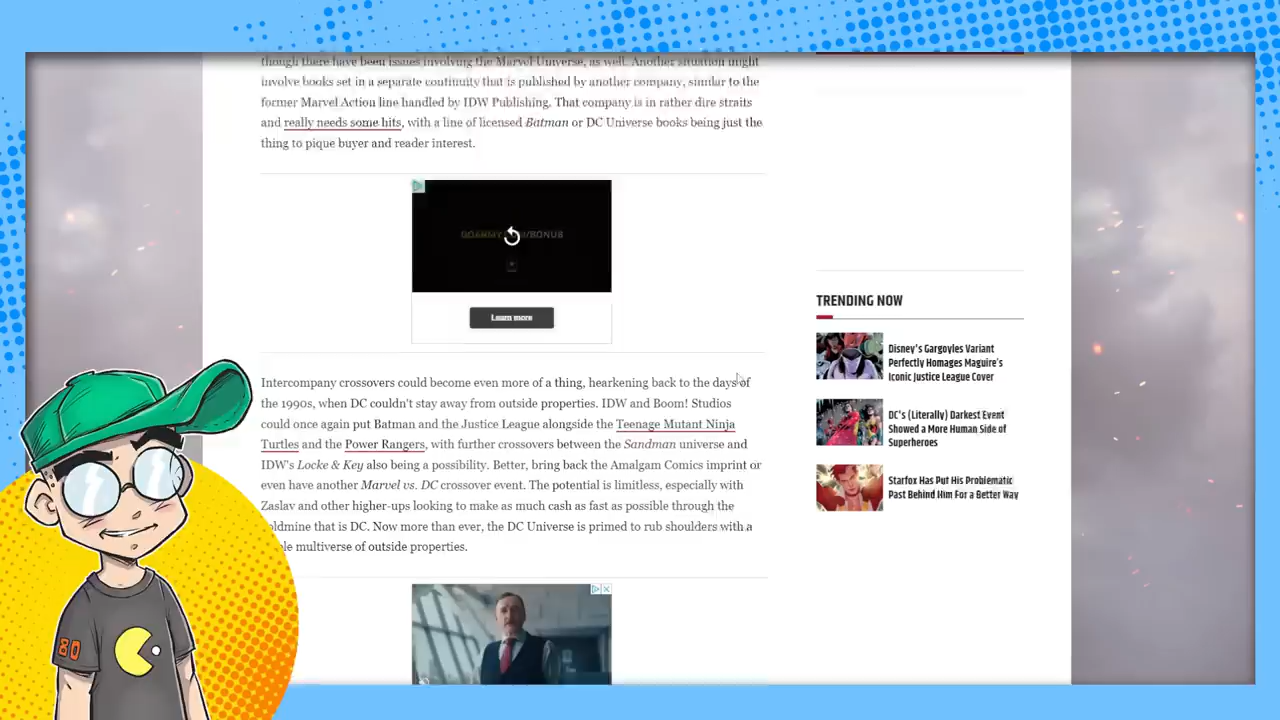 though there have been issues involving the Marvel Universe, as well. Another situation might
involve books set in a separate continuity that is published by another company, similar to the
former Marvel Action line handled by IDW Publishing. That company is in rather dire straits
and really needs some hits, with a line of licensed Batman or DC Universe books being just the
thing to pique buyer and reader interest.
/BONUS
Learn more
Intercompany crossovers could become even more of a thing, hearkening back to the days of
the 1990s, when DC couldn't stay away from outside properties. IDW and Boom! Studios
could once again put Batman and the Justice League alongside the Teenage Mutant Ninja
Turtles and the Power Rangers, with further crossovers between the Sandman universe and
IDW's Locke & Key also being a possibility. Better, bring back the Amalgam Comics imprint or
even have another Marvel vs. DC crossover event. The potential is limitless, especially with
Zaslav and other higher-ups looking to make as much cash as fast as possible through the
oldmine that is DC. Now more than ever, the DC Universe is primed to rub shoulders with a
le multiverse of outside properties.
TRENDING NOW
Disney's Gargoyles Variant
Perfectly Homages Maguire's
Iconic Justice League Cover
DC's (Literally) Darkest Event
Showed a More Human Side of
Superheroes
Starfox Has Put His Problematic
Past Behind Him For a Better Way
80